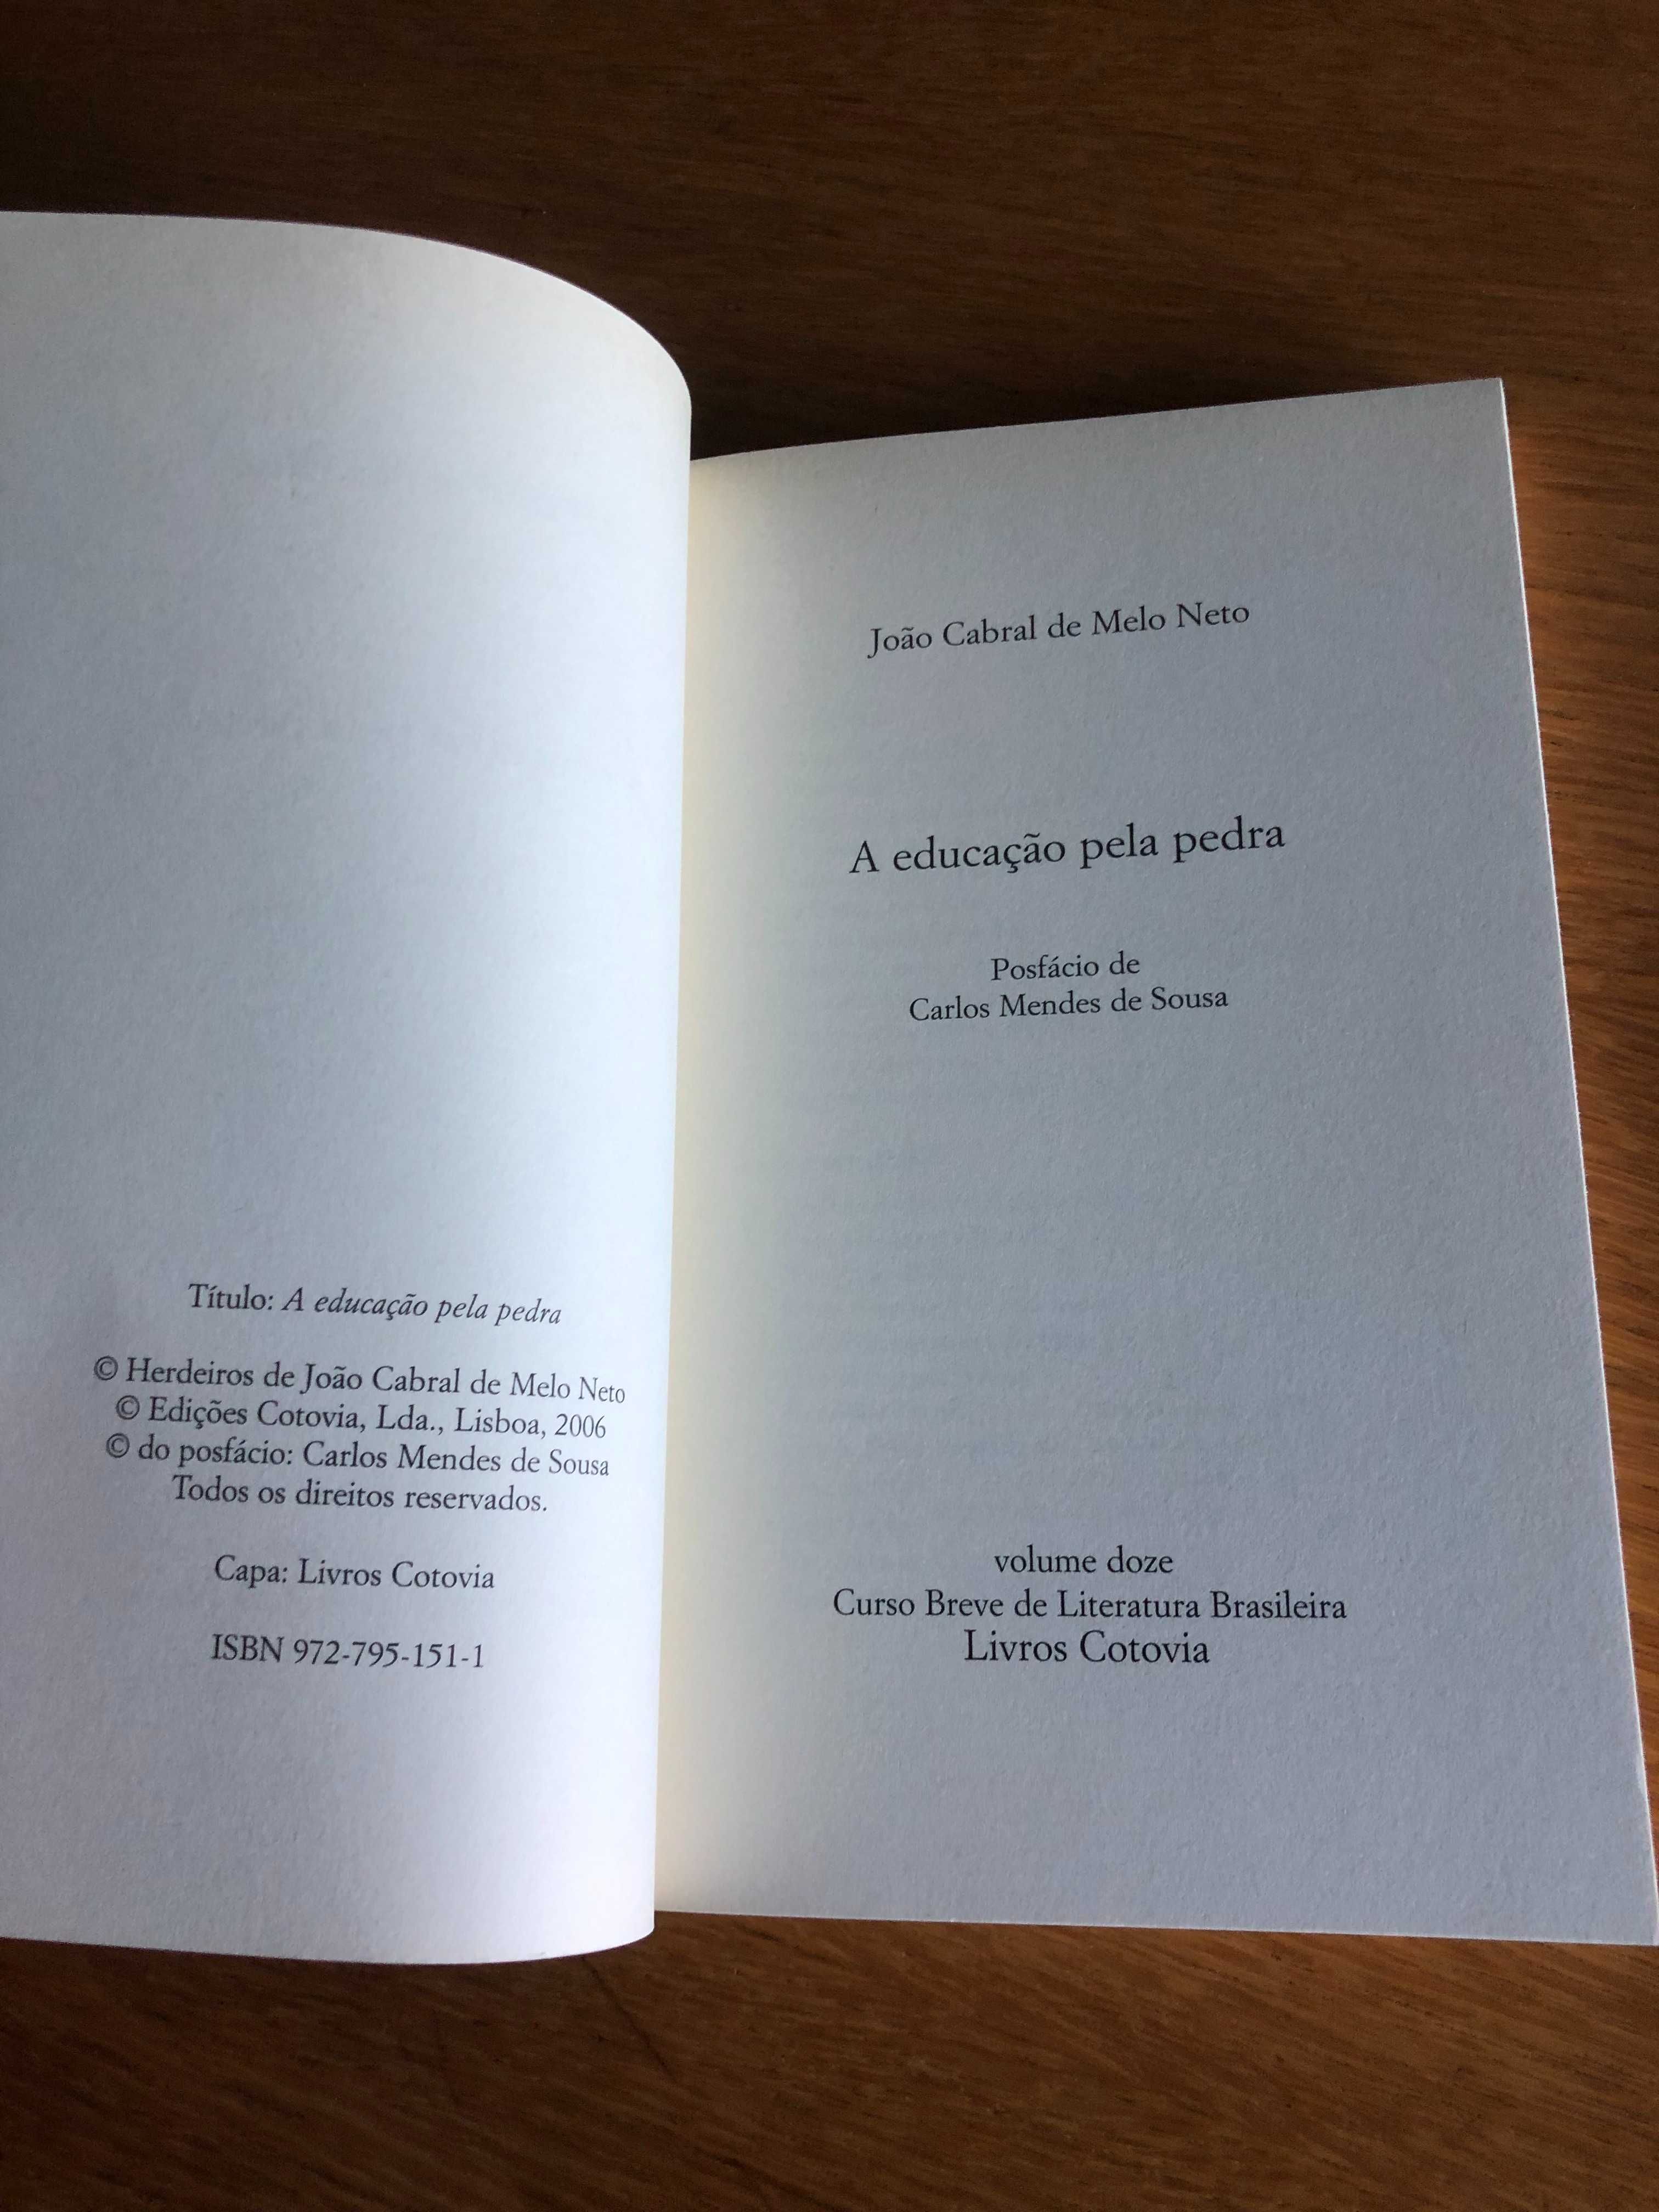 Título: A educação pela pedra
© Herdeiros de João Cabral de Melo Neto
© Edições Cotovia, Lda., Lisboa, 2006
© do posfácio: Carlos Mendes de Sousa
Todos os direitos reservados.
Capa: Livros Cotovia
ISBN 972-795-151-1
João Cabral de Melo Neto
A educação pela pedra
Posfácio de
Carlos Mendes de Sousa
volume doze
Curso Breve de Literatura Brasileira
Livros Cotovia